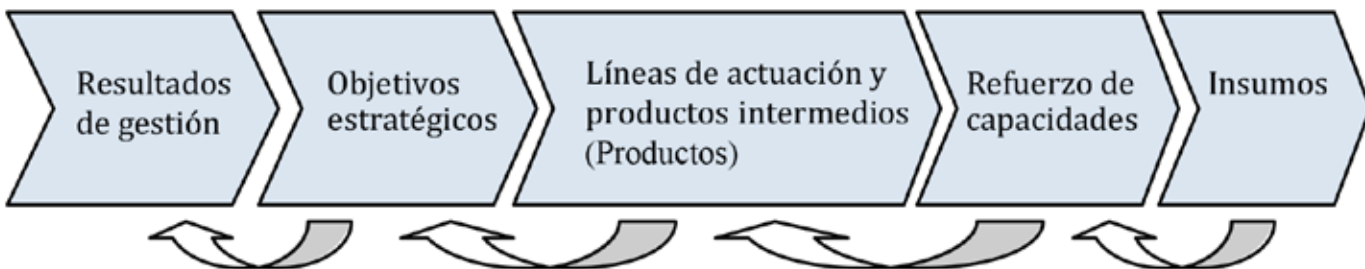 Resultados
de gestión
Objetivos
estratégicos
Líneas de actuación y
productos intermedios
(Productos)
Refuerzo de
capacidades
Insumos